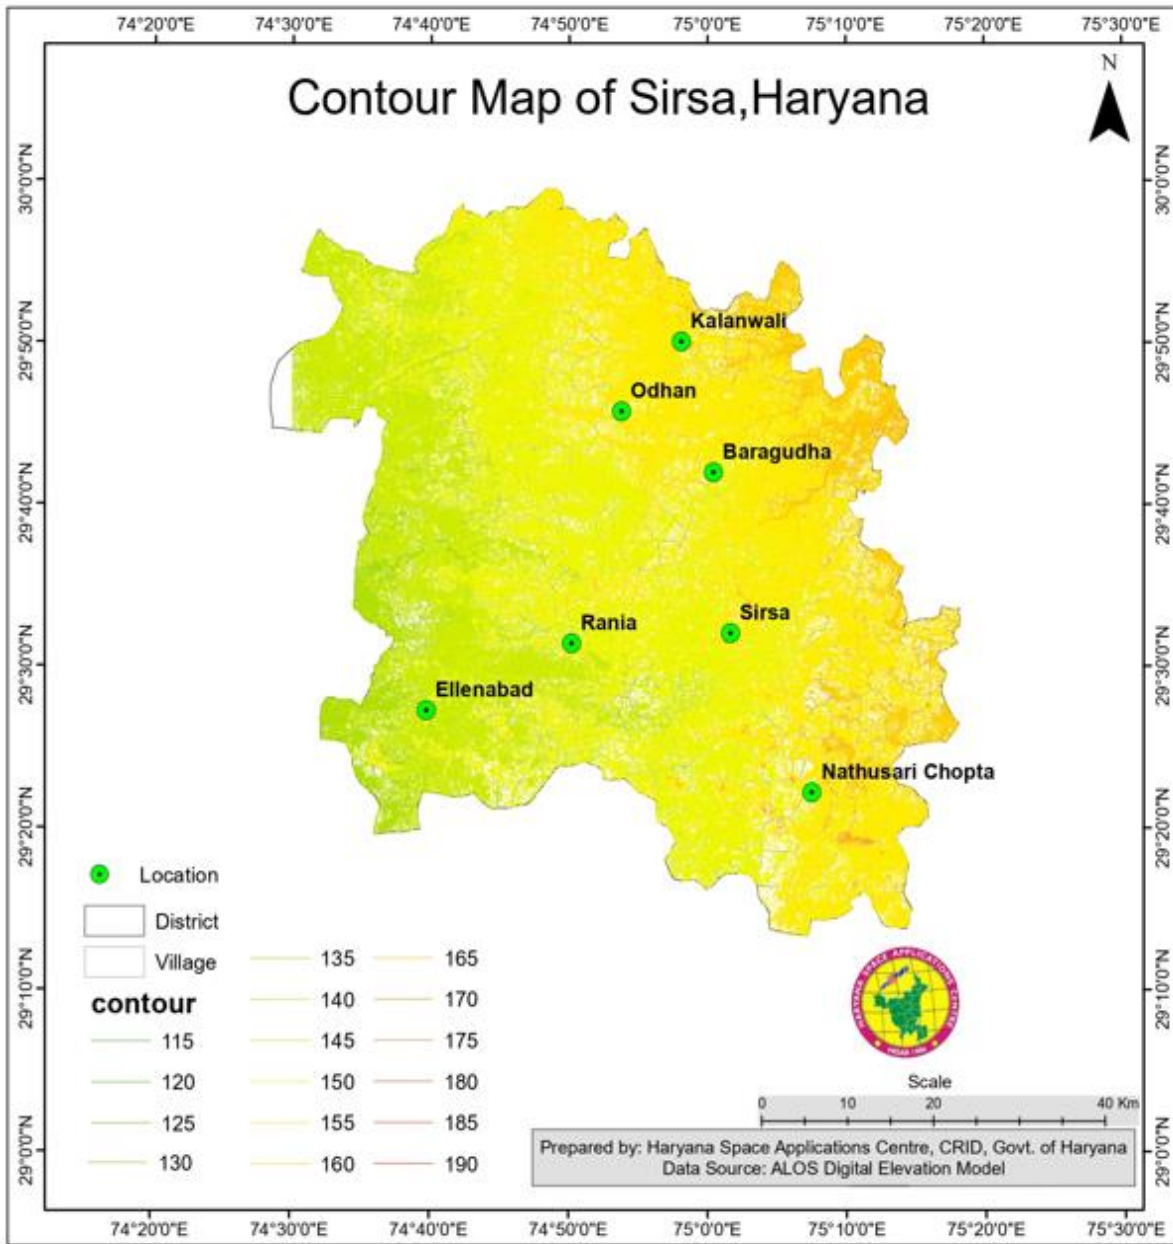 74°20'0"E 74°30'0"E 74°40'0"E 74°50'0"E 75°0'0"E 75°10'0"E 75°20'0"E 75°30'0"E
Contour Map of Sirsa,Haryana
N
30°0'0"N 30°0'0"N
Kalanwali
29°50'0"N 29°50'0"N
Odhan
Baragudha
29°40'0"N 29°40'0"N
Sirsa
Rania
29°30'0"N 29°30'0"N
Ellenabad
Nathusari Chopta
29°20'0"N 29°20'0"N
Location
District
Village
135 165
29°10'0"N 29°10'0"N
contour
140 170
115 145 175
120 150 180
125 155 185
130 160 190
HARYANA SPACE APPLICATIONS CENTRE
Scale
0 10 20 40 Km
29°0'0"N 29°0'0"N
Prepared by: Haryana Space Applications Centre, CRID, Govt. of Haryana
Data Source: ALOS Digital Elevation Model
74°20'0"E 74°30'0"E 74°40'0"E 74°50'0"E 75°0'0"E 75°10'0"E 75°20'0"E 75°30'0"E